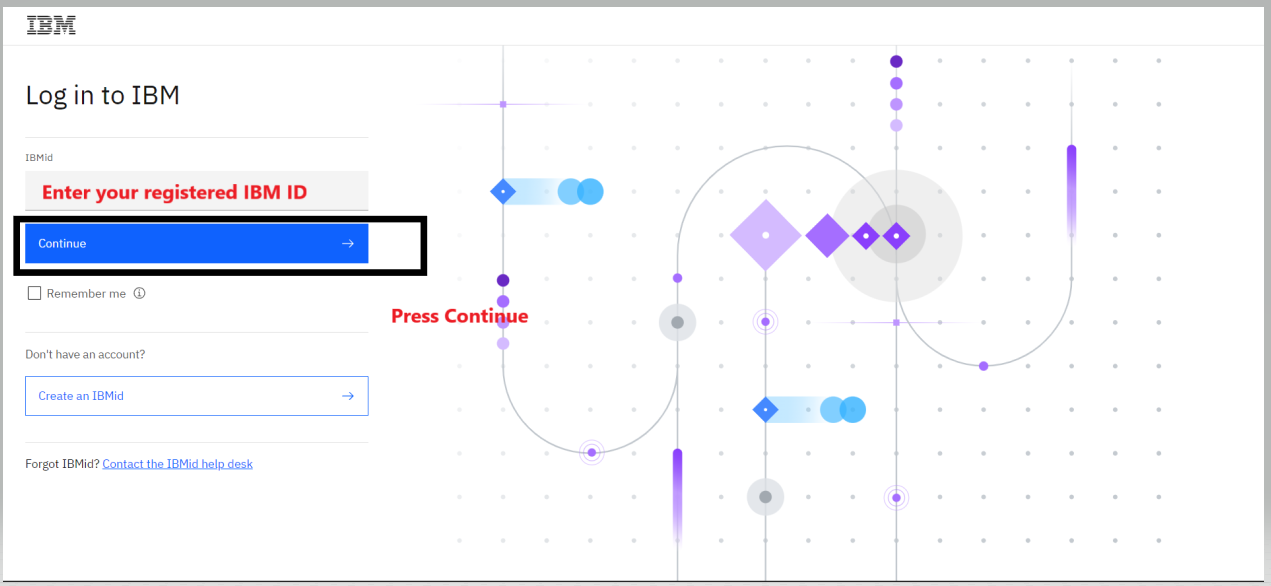 IBM
Log in to IBM
IBMid
Enter your registered IBM ID
Continue
Remember me
Press Continue
Don't have an account?
Create an IBMid
Forgot IBMid? Contact the IBMid help desk